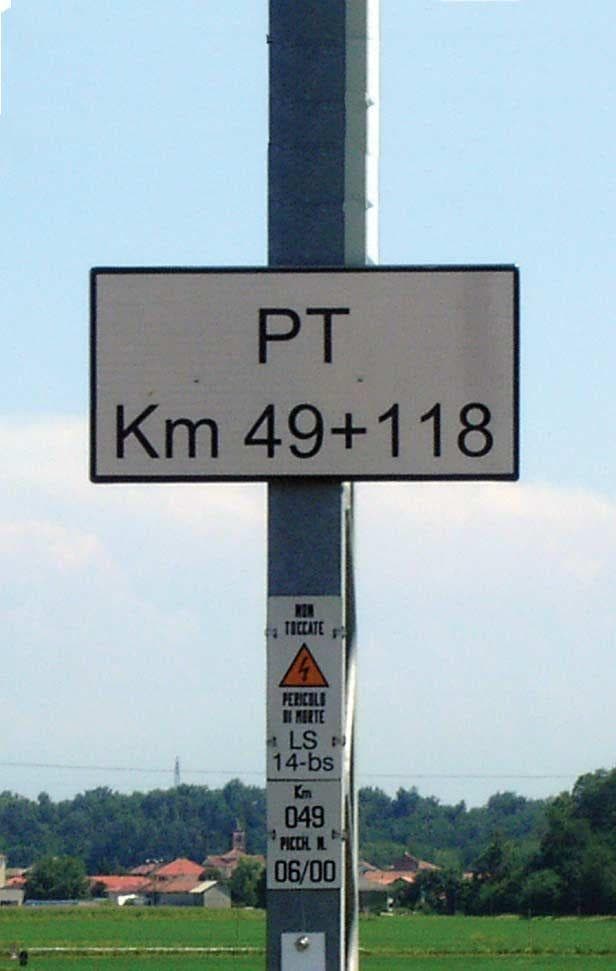 PT
Km 49+118
NON
TOCCATE
PERICOLO
DI MORTE
LS
14-bs
Km
049
PICCH. N.
06/00